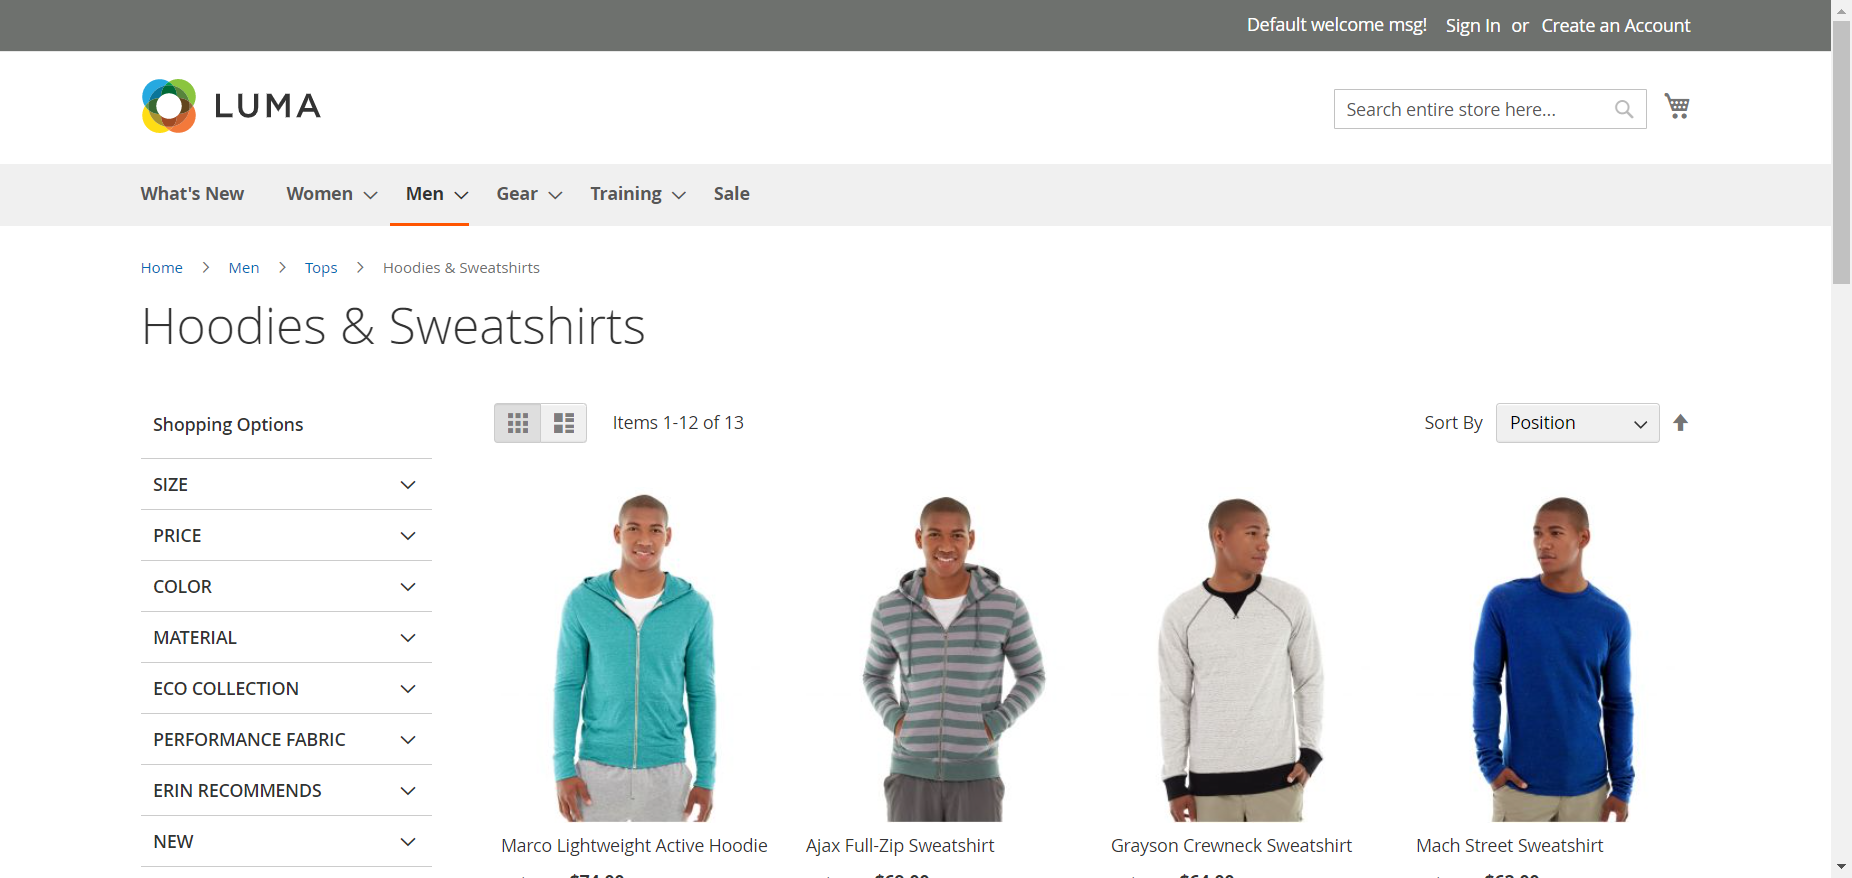 Default welcome msg! Sign In or Create an Account
LUMA
Search entire store here...
What's New Women Men Gear Training Sale
Home Men Tops Hoodies & Sweatshirts
Hoodies & Sweatshirts
Shopping Options
Items 1-12 of 13
Sort By Position
SIZE
PRICE
COLOR
MATERIAL
ECO COLLECTION
PERFORMANCE FABRIC
ERIN RECOMMENDS
NEW
Marco Lightweight Active Hoodie
Ajax Full-Zip Sweatshirt
Grayson Crewneck Sweatshirt
Mach Street Sweatshirt